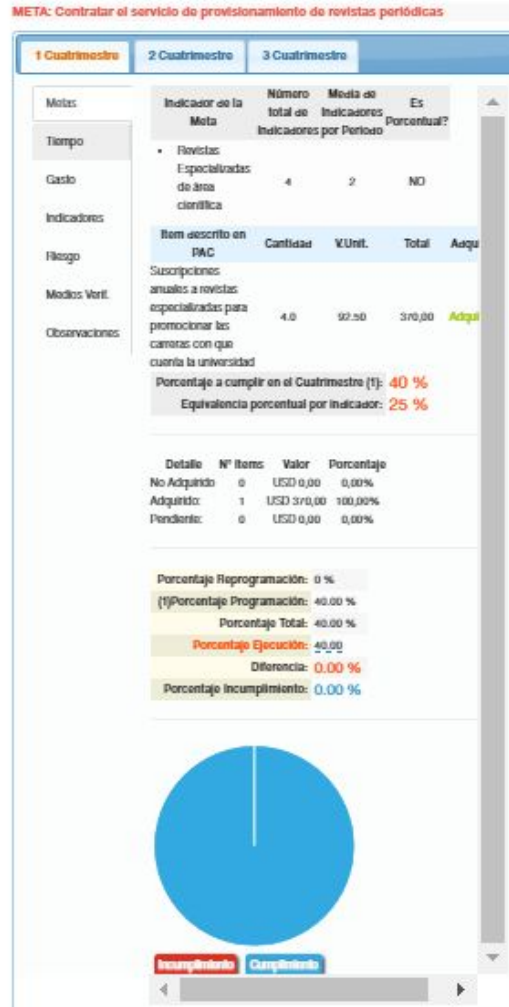 META: Contratar el servicio de provisionamiento de revistas periódicas
1 Cuatrimestre 2 Cuatrimestre 3 Cuatrimestre
Metas
Tiempo
Gasto
Indicadores
Riesgo
Medios Verif.
Observaciones
Indicador de la Meta Número total de Indicadores Media de Indicadores por Periodo Es Porcentual?
• Revistas Especializadas de área científica 4 2 NO
Item descrito en PAC Cantidad V.Unit. Total Adqui
Suscripciones anuales a revistas especializadas para promocionar las carreras con que cuenta la universidad 4.0 92.50 370,00 Adqui
Porcentaje a cumplir en el Cuatrimestre (1): 40 %
Equivalencia porcentual por indicador: 25 %
Detalle Nº Items Valor Porcentaje
No Adquirido 0 USD 0,00 0,00%
Adquirido: 1 USD 370,00 100,00%
Pendiente: 0 USD 0,00 0,00%
Porcentaje Reprogramación: 0 %
(1)Porcentaje Programación: 40.00 %
Porcentaje Total: 40.00 %
Porcentaje Ejecución: 40.00
Diferencia: 0.00 %
Porcentaje Incumplimiento: 0.00 %
Incumplimiento Cumplimiento